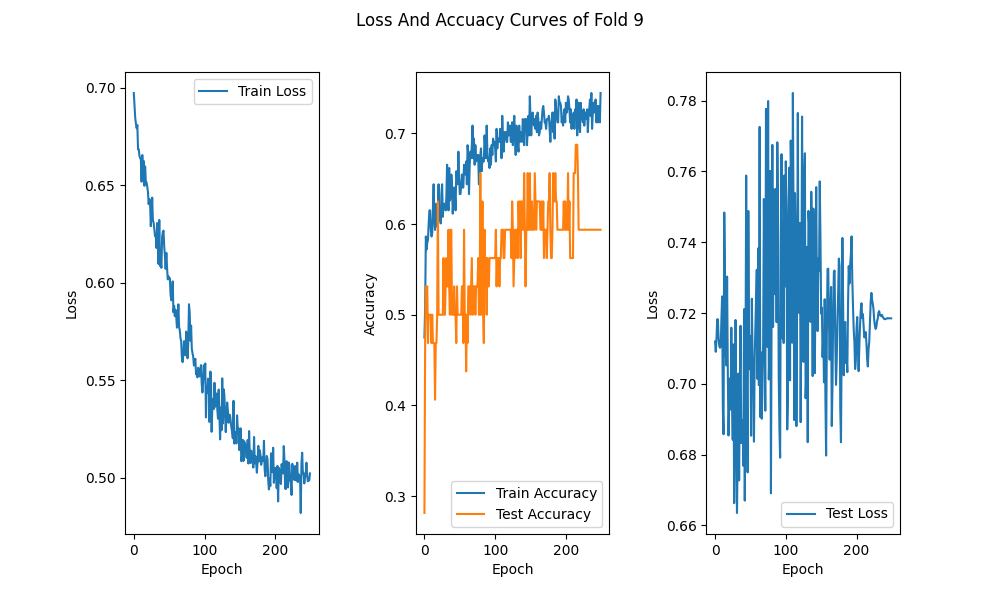 Loss And Accuacy Curves of Fold 9
0.70
0.65
0.60
0.55
0.50
Loss
0
100
200
Epoch
Train Loss
0.7
0.6
0.5
0.4
0.3
Accuracy
0
100
200
Epoch
Train Accuracy
Test Accuracy
0.78
0.76
0.74
0.72
0.70
0.68
0.66
Loss
0
100
200
Epoch
Test Loss